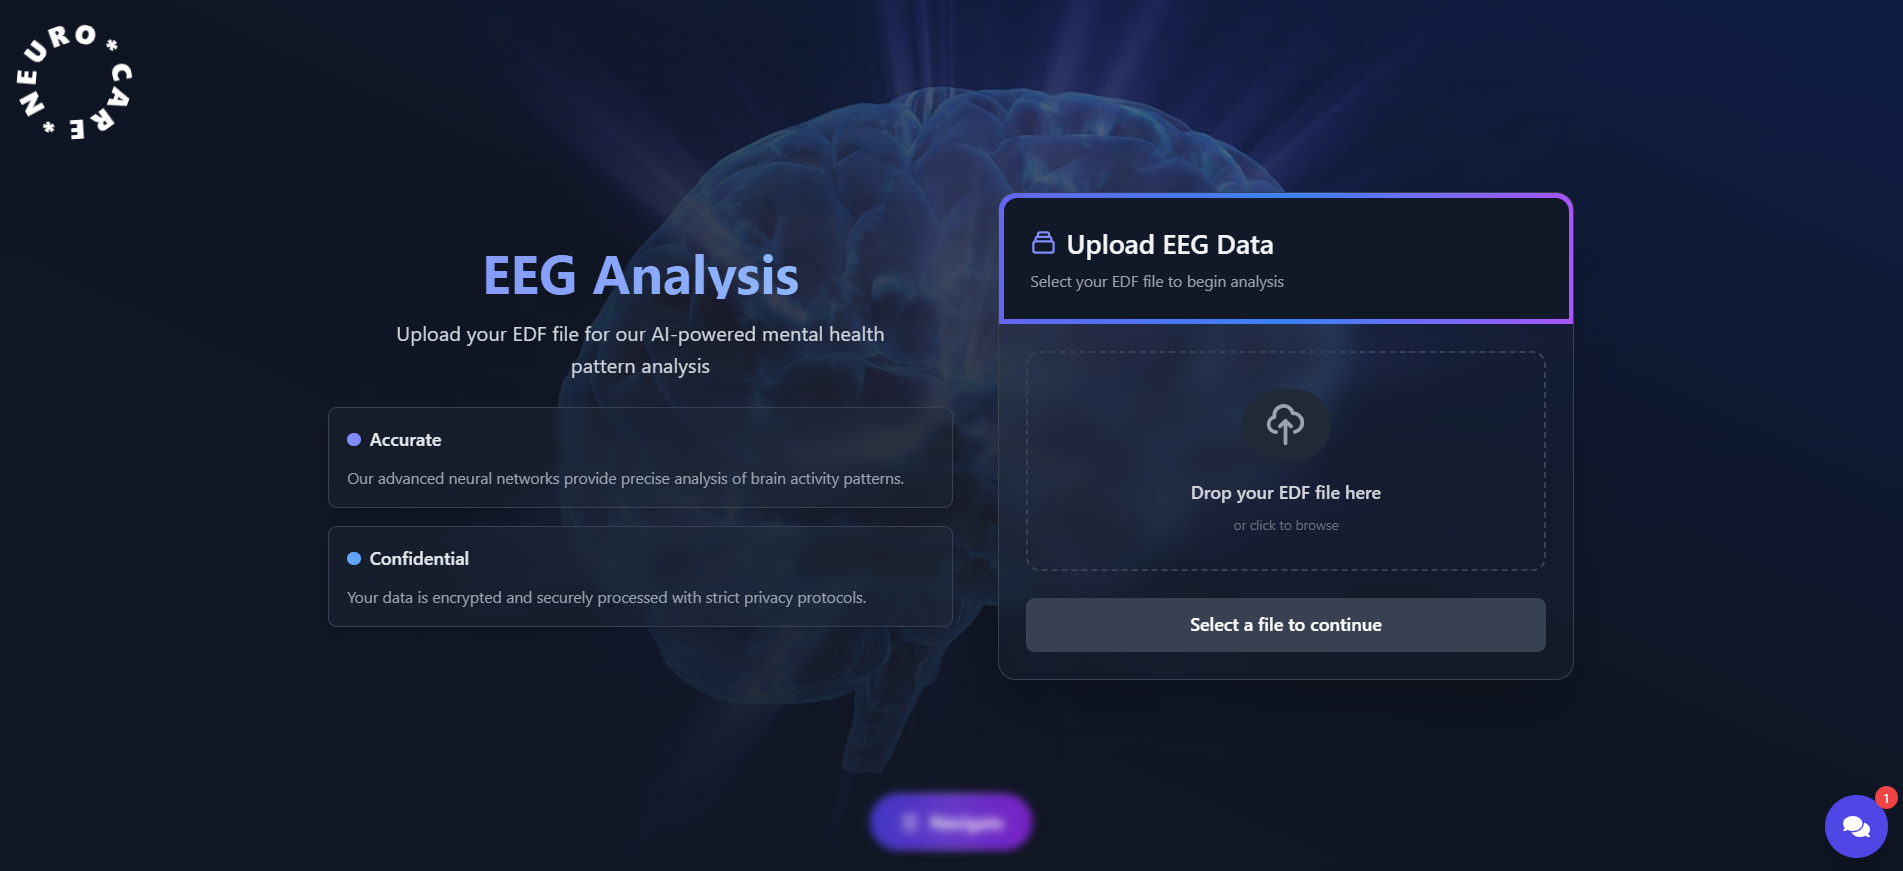 NEURO * CARE *
EEG Analysis
Upload your EDF file for our AI-powered mental health
pattern analysis
Accurate
Our advanced neural networks provide precise analysis of brain activity patterns.
Confidential
Your data is encrypted and securely processed with strict privacy protocols.
Upload EEG Data
Select your EDF file to begin analysis
Drop your EDF file here
or click to browse
Select a file to continue
Navigate
1